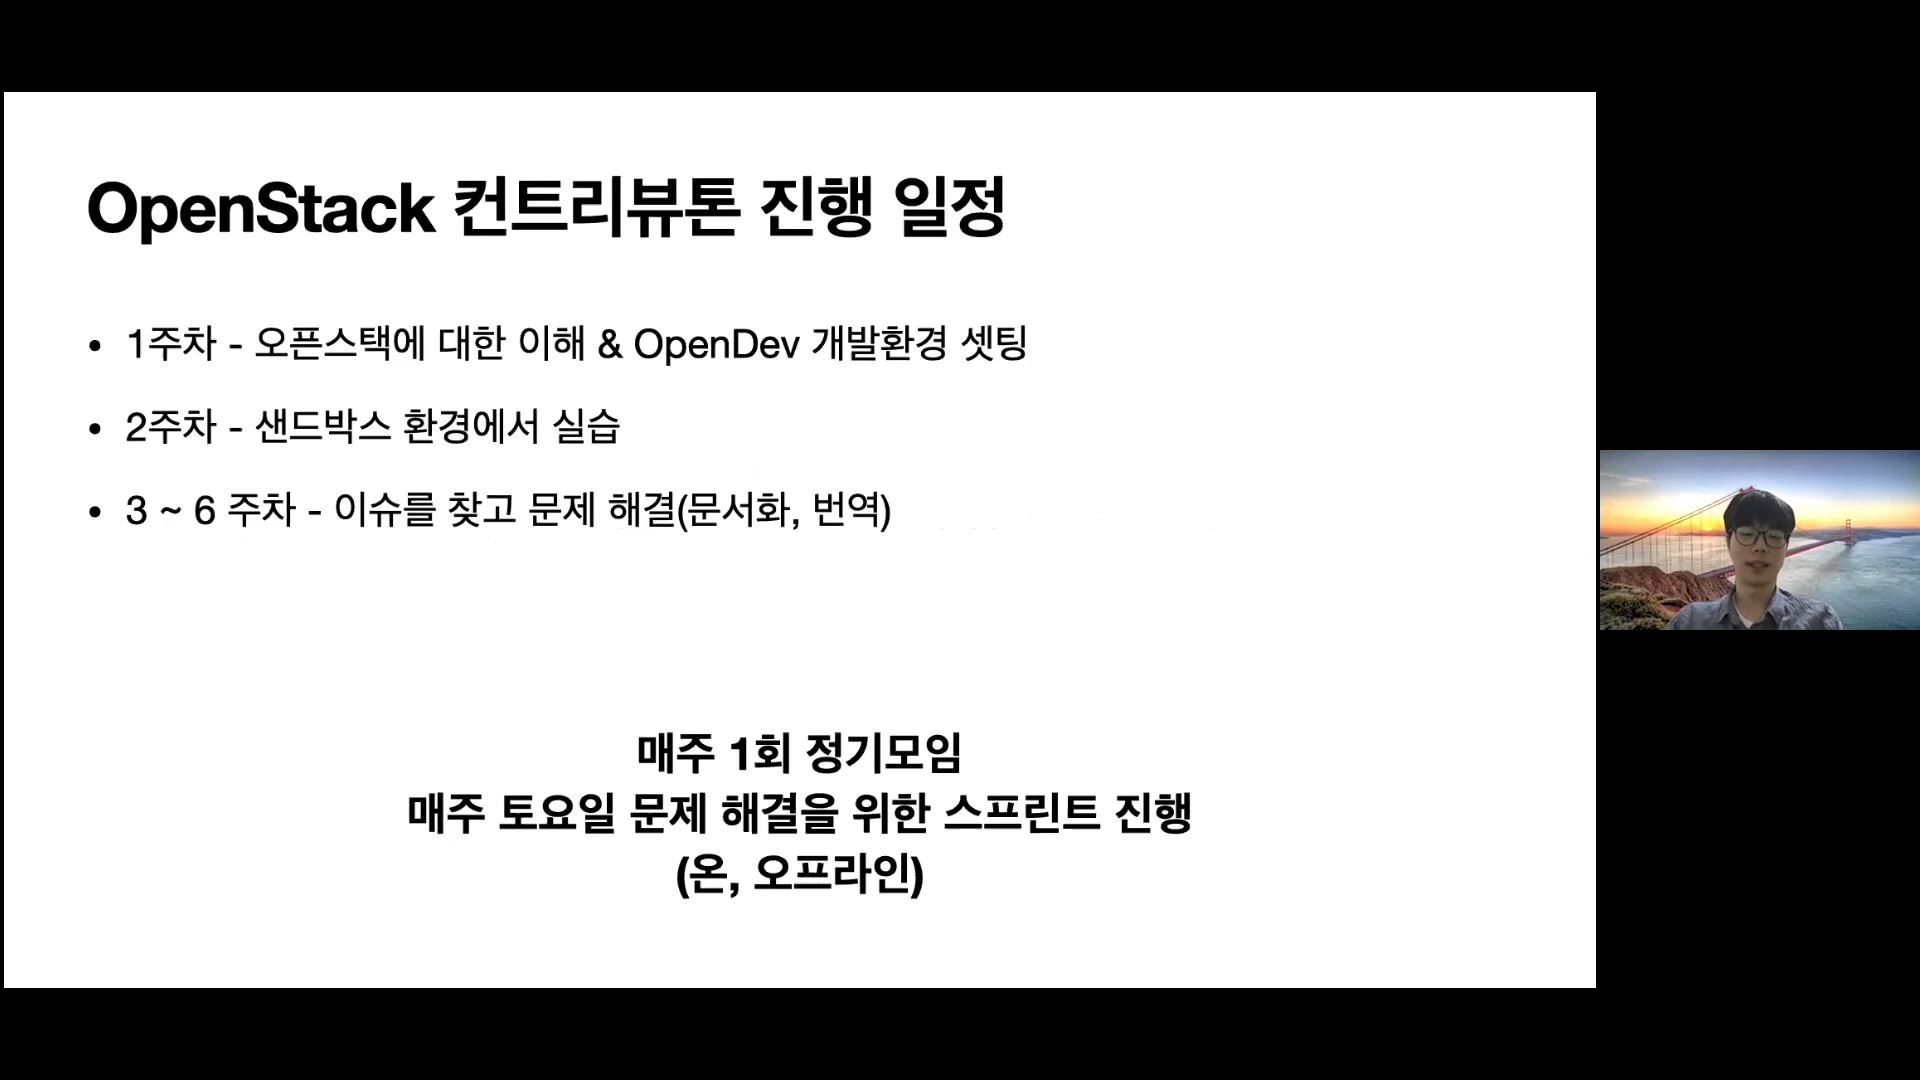 OpenStack 컨트리뷰톤 진행 일정
• 1주차 - 오픈스택에 대한 이해 & OpenDev 개발환경 셋팅
• 2주차 - 샌드박스 환경에서 실습
• 3 ~ 6 주차 - 이슈를 찾고 문제 해결(문서화, 번역)
매주 1회 정기모임
매주 토요일 문제 해결을 위한 스프린트 진행
(온, 오프라인)